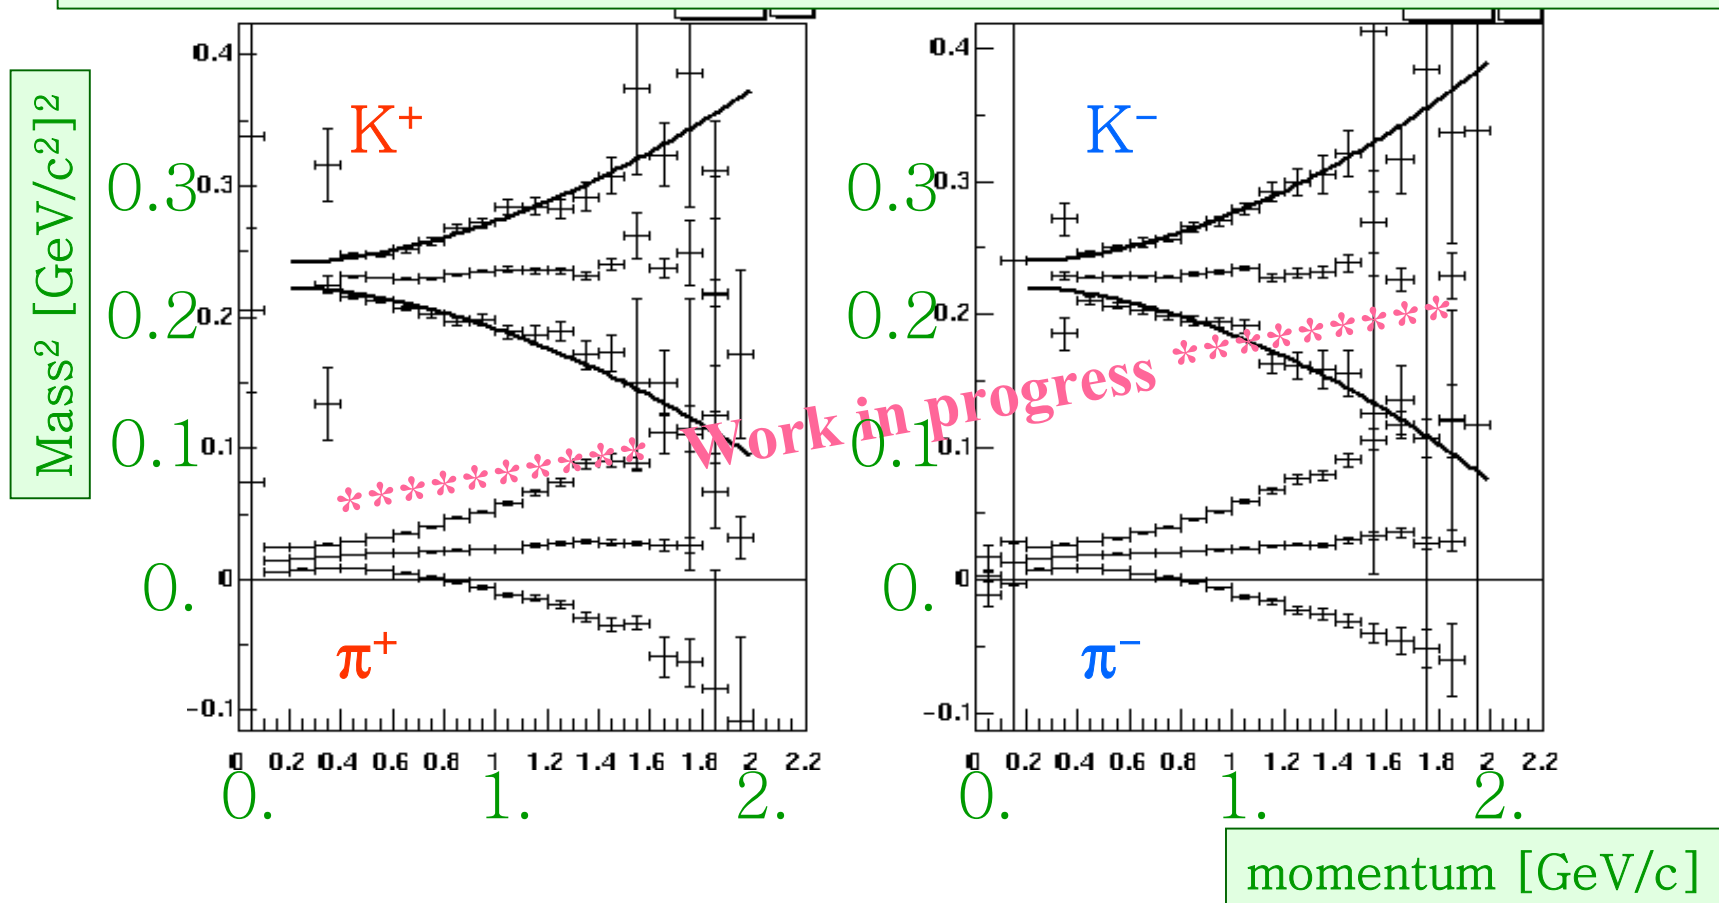 Mass² [GeV/c²]²
K⁺
0.4
0.3
0.3
0.2
0.2
0.1
0.1
0.
0
-0.1
π⁺
0 0.2 0.4 0.6 0.8 1 1.2 1.4 1.6 1.8 2 2.2
0. 1. 2.
K⁻
0.4
0.3
0.3
0.2
0.2
0.1
0.1
0.
0
-0.1
π⁻
0 0.2 0.4 0.6 0.8 1 1.2 1.4 1.6 1.8 2 2.2
0. 1. 2.
********** Work in progress *********
momentum [GeV/c]